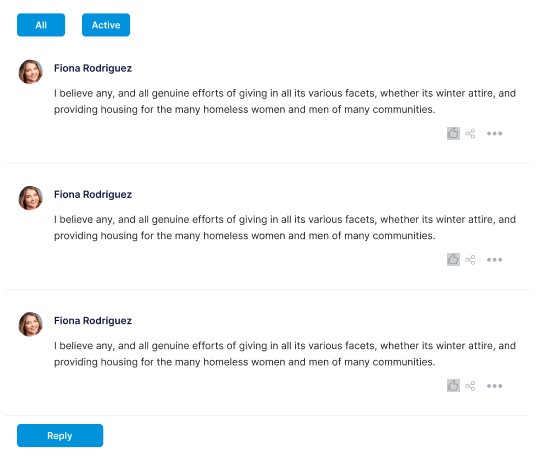 All
Active
Fiona Rodriguez
I believe any, and all genuine efforts of giving in all its various facets, whether its winter attire, and
providing housing for the many homeless women and men of many communities.
Fiona Rodriguez
I believe any, and all genuine efforts of giving in all its various facets, whether its winter attire, and
providing housing for the many homeless women and men of many communities.
Fiona Rodriguez
I believe any, and all genuine efforts of giving in all its various facets, whether its winter attire, and
providing housing for the many homeless women and men of many communities.
Reply